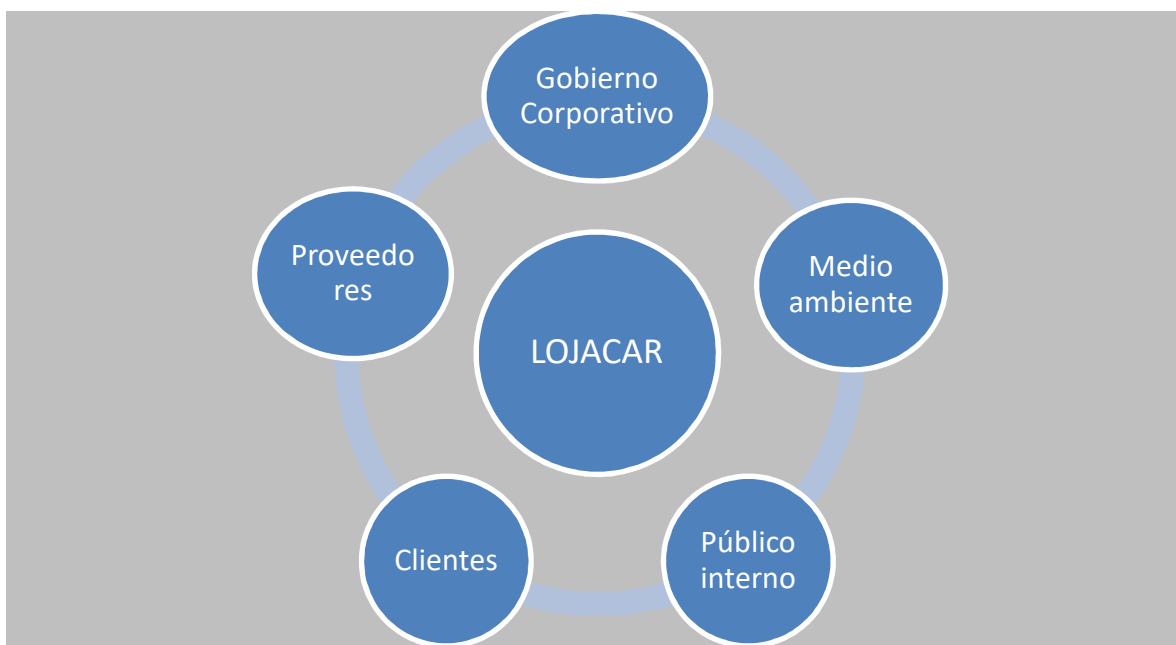 Gobierno
Corporativo
Proveedo
res
Medio
ambiente
LOJACAR
Clientes
Público
interno